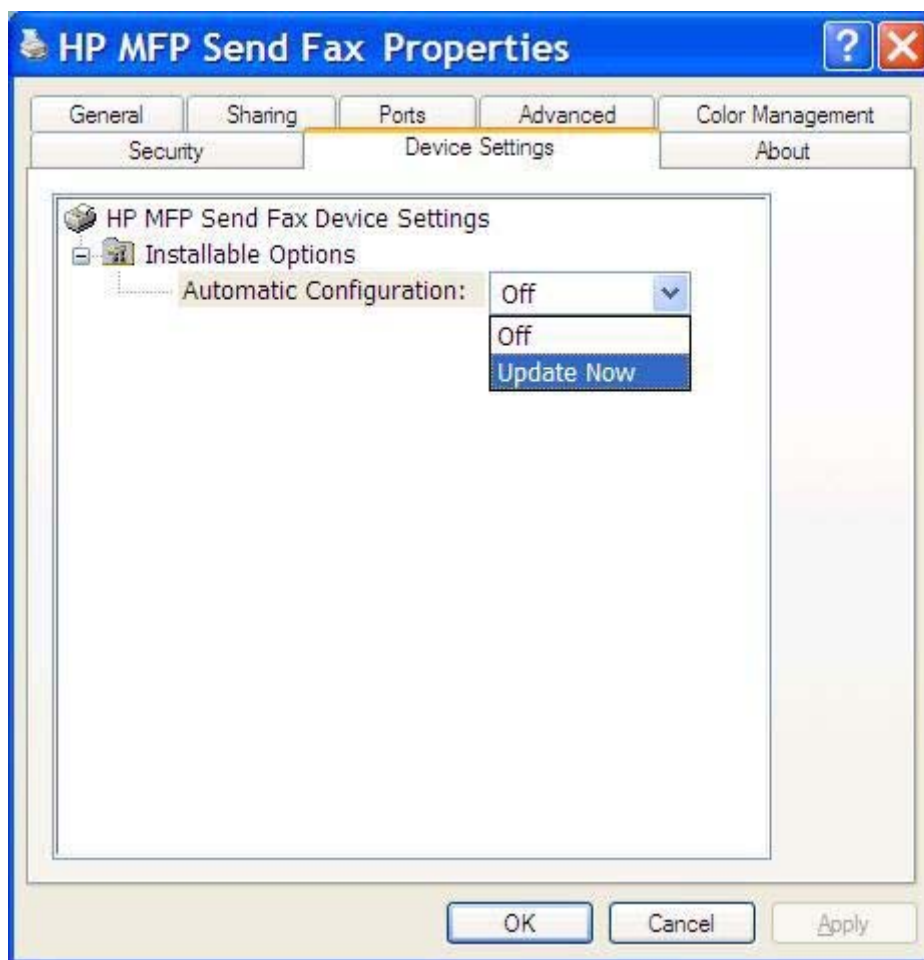 HP MFP Send Fax Properties
General Sharing Ports Advanced Color Management
Security Device Settings About
HP MFP Send Fax Device Settings
Installable Options
Automatic Configuration: Off
Off
Update Now
OK Cancel Apply